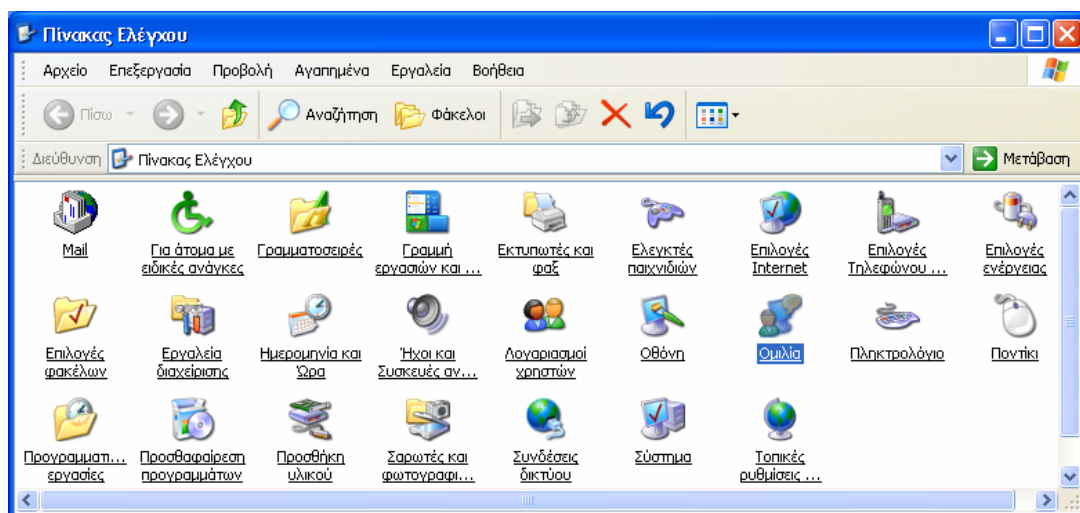 Πίνακας Ελέγχου
Αρχείο Επεξεργασία Προβολή Αγαπημένα Εργαλεία Βοήθεια
Πίσω Αναζήτηση Φάκελοι
Διεύθυνση Πίνακας Ελέγχου Μετάβαση
Mail Για άτομα με Γραμματοσειρές Γραμμή Εκτυπωτές και Ελεγκτές Επιλογές Επιλογές Επιλογές
ειδικές ανάγκες εργασιών και ... φαξ παιχνιδιών Internet Τηλεφώνου ... ενέργειας
Επιλογές Εργαλεία Ημερομηνία και Ήχοι και Λογαριασμοί Οθόνη Ομιλία Πληκτρολόγιο Ποντίκι
φακέλων διαχείρισης Ώρα Συσκευές αν... χρηστών
Προγραμματι... Προσθαφαίρεση Προσθήκη Σαρωτές και Συνδέσεις Σύστημα Τοπικές
εργασίες προγραμμάτων υλικού φωτογραφι... δικτύου ρυθμίσεις ...